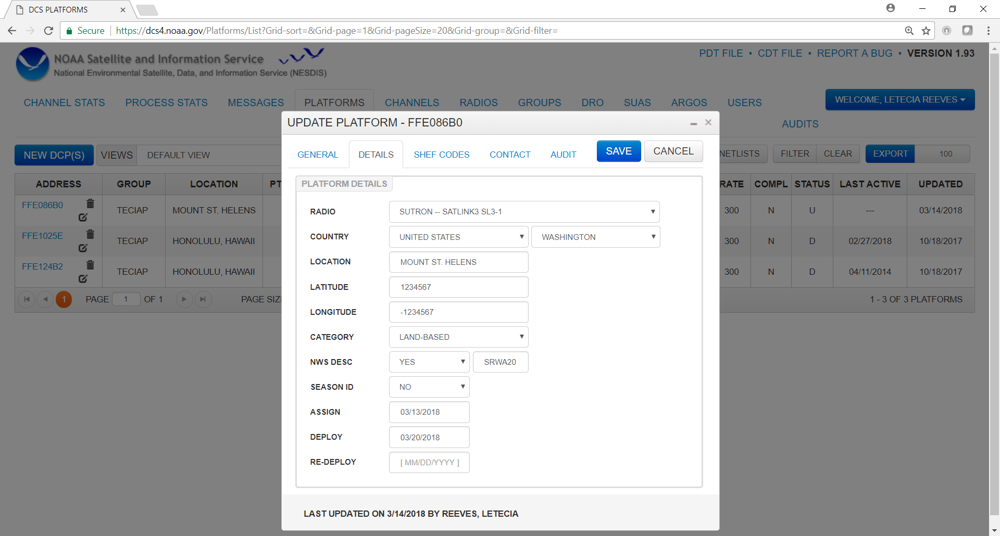 DCS PLATFORMS
Secure https://dcs4.noaa.gov/Platforms/List?Grid-sort=&Grid-page=1&Grid-pageSize=20&Grid-group=&Grid-filter=
NOAA Satellite and Information Service
National Environmental Satellite, Data, and Information Service (NESDIS)
PDT FILE • CDT FILE • REPORT A BUG • VERSION 1.93
CHANNEL STATS PROCESS STATS MESSAGES PLATFORMS CHANNELS RADIOS GROUPS DRO SUAS ARGOS USERS WELCOME, LETECIA REEVES
AUDITS
UPDATE PLATFORM - FFE086B0
GENERAL DETAILS SHEF CODES CONTACT AUDIT SAVE CANCEL
NEW DCP(S) VIEWS DEFAULT VIEW NETLISTS FILTER CLEAR EXPORT 100
ADDRESS GROUP LOCATION PT RATE COMPL STATUS LAST ACTIVE UPDATED
FFE086B0 TECIAP MOUNT ST. HELENS 300 N U --- 03/14/2018
FFE1025E TECIAP HONOLULU, HAWAII 300 N D 02/27/2018 10/18/2017
FFE124B2 TECIAP HONOLULU, HAWAII 300 N D 04/11/2014 10/18/2017
1 PAGE 1 OF 1 PAGE SIZ 1 - 3 OF 3 PLATFORMS
PLATFORM DETAILS
RADIO SUTRON -- SATLINK3 SL3-1
COUNTRY UNITED STATES WASHINGTON
LOCATION MOUNT ST. HELENS
LATITUDE 1234567
LONGITUDE -1234567
CATEGORY LAND-BASED
NWS DESC YES SRWA20
SEASON ID NO
ASSIGN 03/13/2018
DEPLOY 03/20/2018
RE-DEPLOY [ MM/DD/YYYY ]
LAST UPDATED ON 3/14/2018 BY REEVES, LETECIA